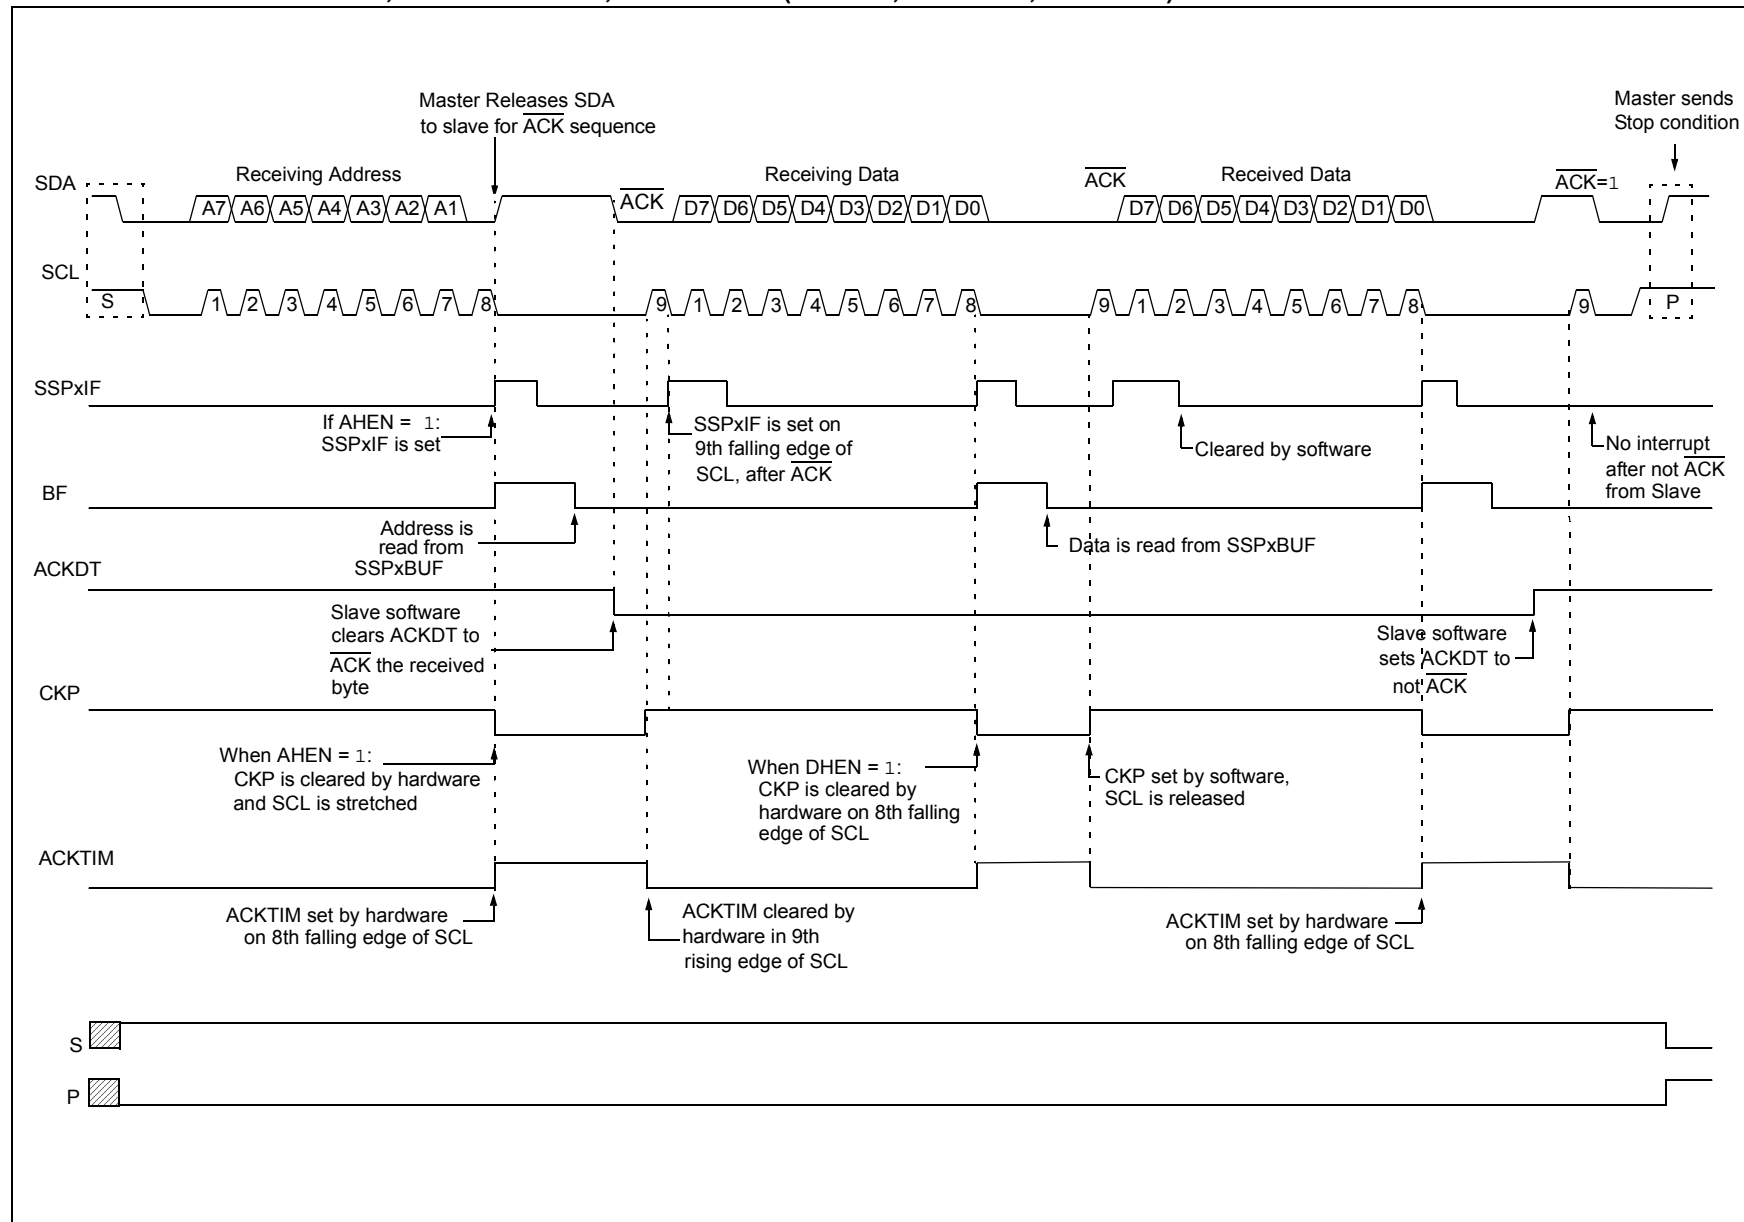 Master Releases SDA
to slave for ACK sequence
Master sends
Stop condition
SDA
Receiving Address
ACK
Receiving Data
ACK
Received Data
ACK=1
A7 A6 A5 A4 A3 A2 A1
D7 D6 D5 D4 D3 D2 D1 D0
D7 D6 D5 D4 D3 D2 D1 D0
SCL
S
1 2 3 4 5 6 7 8
9 1 2 3 4 5 6 7 8
9 1 2 3 4 5 6 7 8
9
P
SSPxIF
If AHEN = 1:
SSPxIF is set
SSPxIF is set on
9th falling edge of
SCL, after ACK
Cleared by software
No interrupt
after not ACK
from Slave
BF
Address is
read from
SSPxBUF
Data is read from SSPxBUF
ACKDT
Slave software
clears ACKDT to
ACK the received
byte
Slave software
sets ACKDT to
not ACK
CKP
When AHEN = 1:
CKP is cleared by hardware
and SCL is stretched
When DHEN = 1:
CKP is cleared by
hardware on 8th falling
edge of SCL
CKP set by software,
SCL is released
ACKTIM
ACKTIM set by hardware
on 8th falling edge of SCL
ACKTIM cleared by
hardware in 9th
rising edge of SCL
ACKTIM set by hardware
on 8th falling edge of SCL
S
P